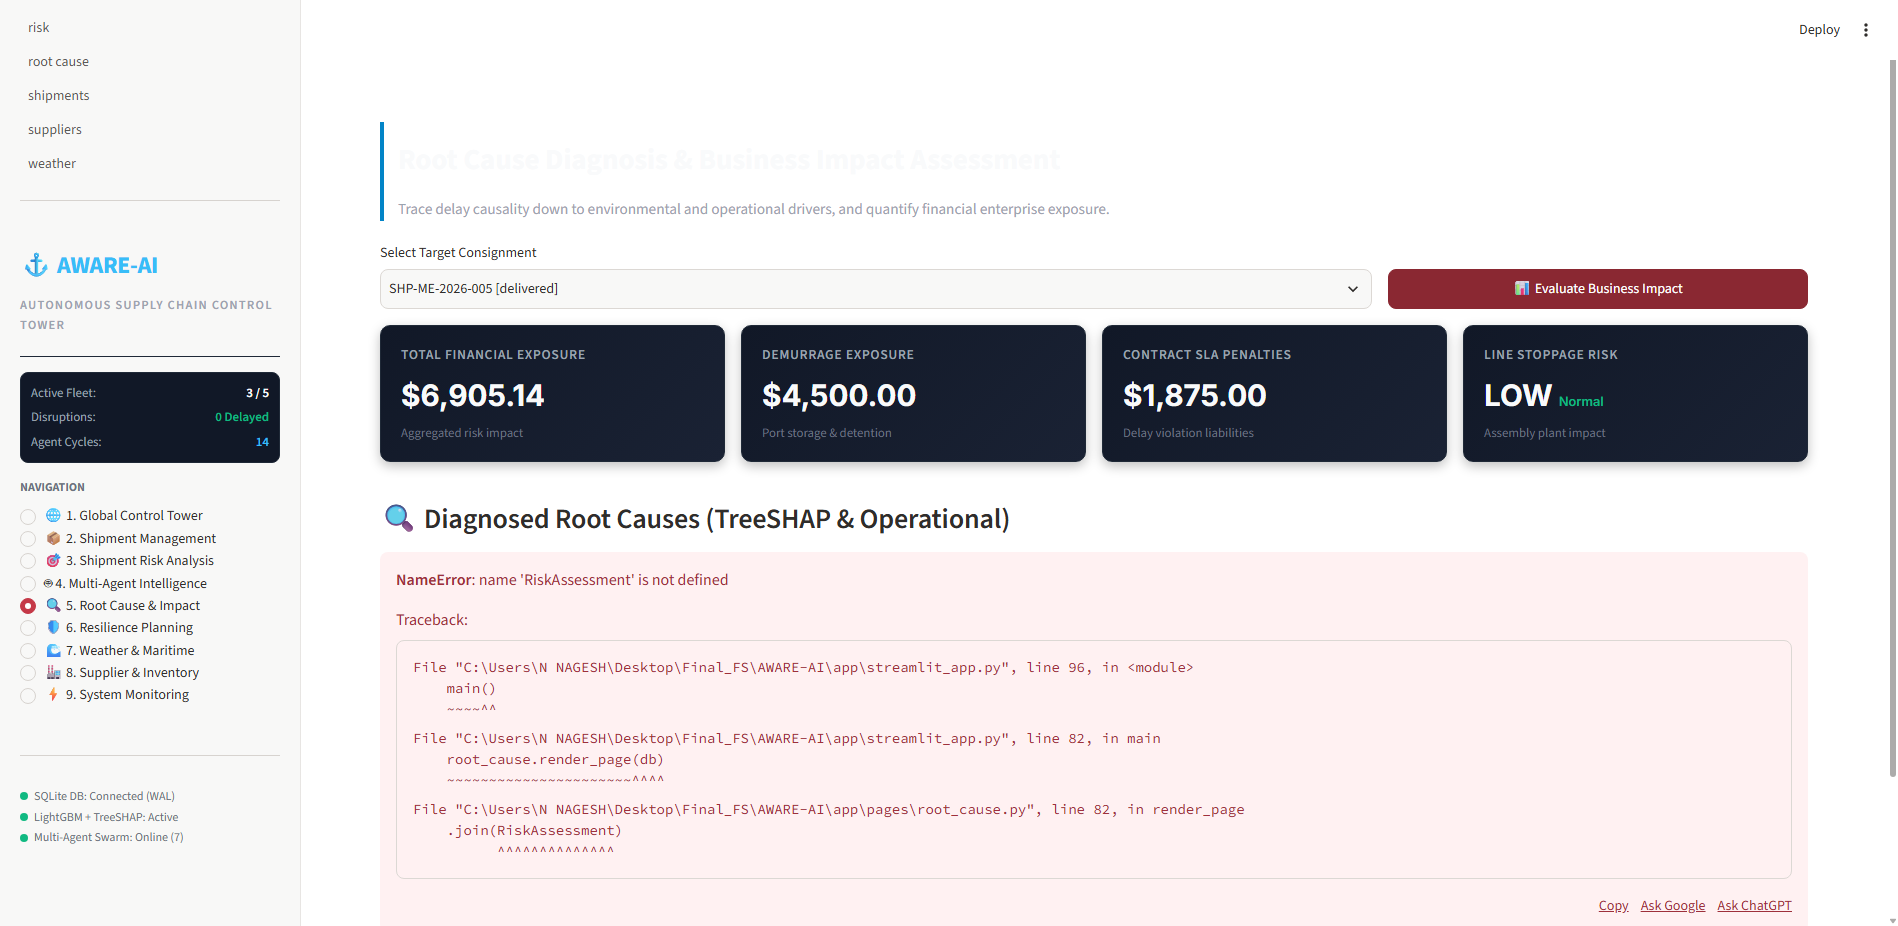 risk
root cause
shipments
suppliers
weather
AWARE-AI
AUTONOMOUS SUPPLY CHAIN CONTROL
TOWER
Active Fleet: 3 / 5
Disruptions: 0 Delayed
Agent Cycles: 14
NAVIGATION
1. Global Control Tower
2. Shipment Management
3. Shipment Risk Analysis
4. Multi-Agent Intelligence
5. Root Cause & Impact
6. Resilience Planning
7. Weather & Maritime
8. Supplier & Inventory
9. System Monitoring
SQLite DB: Connected (WAL)
LightGBM + TreeSHAP: Active
Multi-Agent Swarm: Online (7)
Deploy
Root Cause Diagnosis & Business Impact Assessment
Trace delay causality down to environmental and operational drivers, and quantify financial enterprise exposure.
Select Target Consignment
SHP-ME-2026-005 [delivered]
Evaluate Business Impact
TOTAL FINANCIAL EXPOSURE
$6,905.14
Aggregated risk impact
DEMURRAGE EXPOSURE
$4,500.00
Port storage & detention
CONTRACT SLA PENALTIES
$1,875.00
Delay violation liabilities
LINE STOPPAGE RISK
LOW Normal
Assembly plant impact
Diagnosed Root Causes (TreeSHAP & Operational)
NameError: name 'RiskAssessment' is not defined
Traceback:
File "C:\Users\N NAGESH\Desktop\Final_FS\AWARE-AI\app\streamlit_app.py", line 96, in <module>
main()
~~~~^^
File "C:\Users\N NAGESH\Desktop\Final_FS\AWARE-AI\app\streamlit_app.py", line 82, in main
root_cause.render_page(db)
~~~~~~~~~~~~~~~~~~~~~~^^^^
File "C:\Users\N NAGESH\Desktop\Final_FS\AWARE-AI\app\pages\root_cause.py", line 82, in render_page
.join(RiskAssessment)
^^^^^^^^^^^^^^
Copy Ask Google Ask ChatGPT